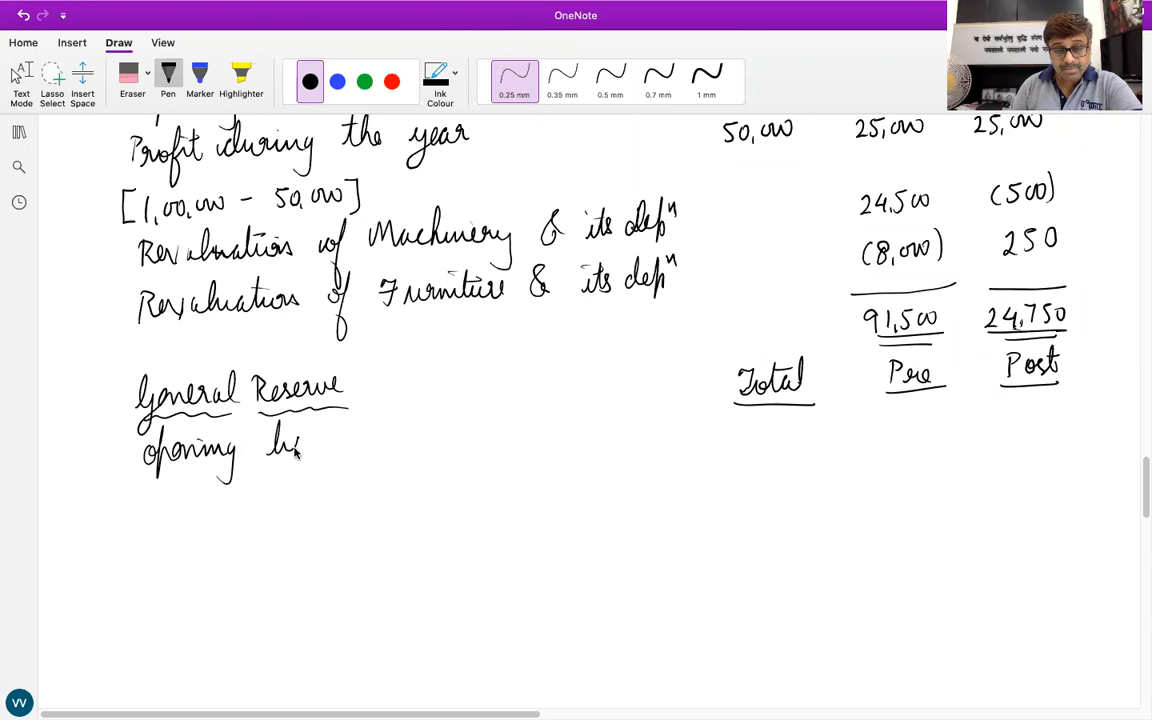 OneNote
Home Insert Draw View
Text Mode Lasso Select Insert Space Eraser Pen Marker Highlighter Ink Colour 0.25 mm 0.35 mm 0.5 mm 0.7 mm 1 mm
Profit during the year 50,000 25,000 25,000
[1,00,000 - 50,000]
Revaluation of Machinery & its depⁿ 24,500 (500)
Revaluation of Furniture & its depⁿ (8,000) 250
91,500 24,750
General Reserve Total Pre Post
opening
VV